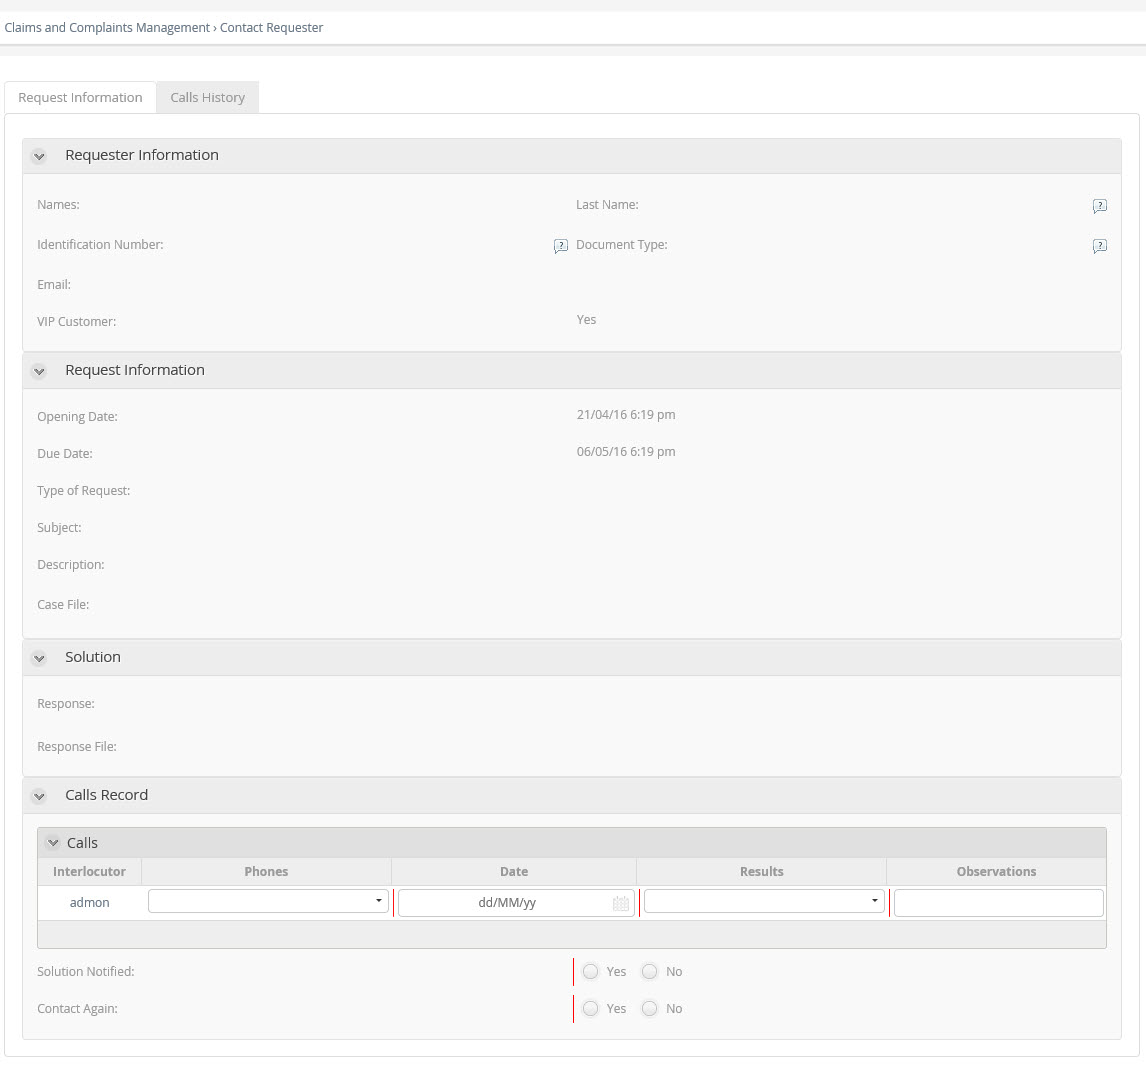 Claims and Complaints Management › Contact Requester
Request Information Calls History
Requester Information
Names: Last Name: ?
Identification Number: ? Document Type: ?
Email:
VIP Customer: Yes
Request Information
Opening Date: 21/04/16 6:19 pm
Due Date: 06/05/16 6:19 pm
Type of Request:
Subject:
Description:
Case File:
Solution
Response:
Response File:
Calls Record
Calls
Interlocutor Phones Date Results Observations
admon dd/MM/yy
Solution Notified: Yes No
Contact Again: Yes No